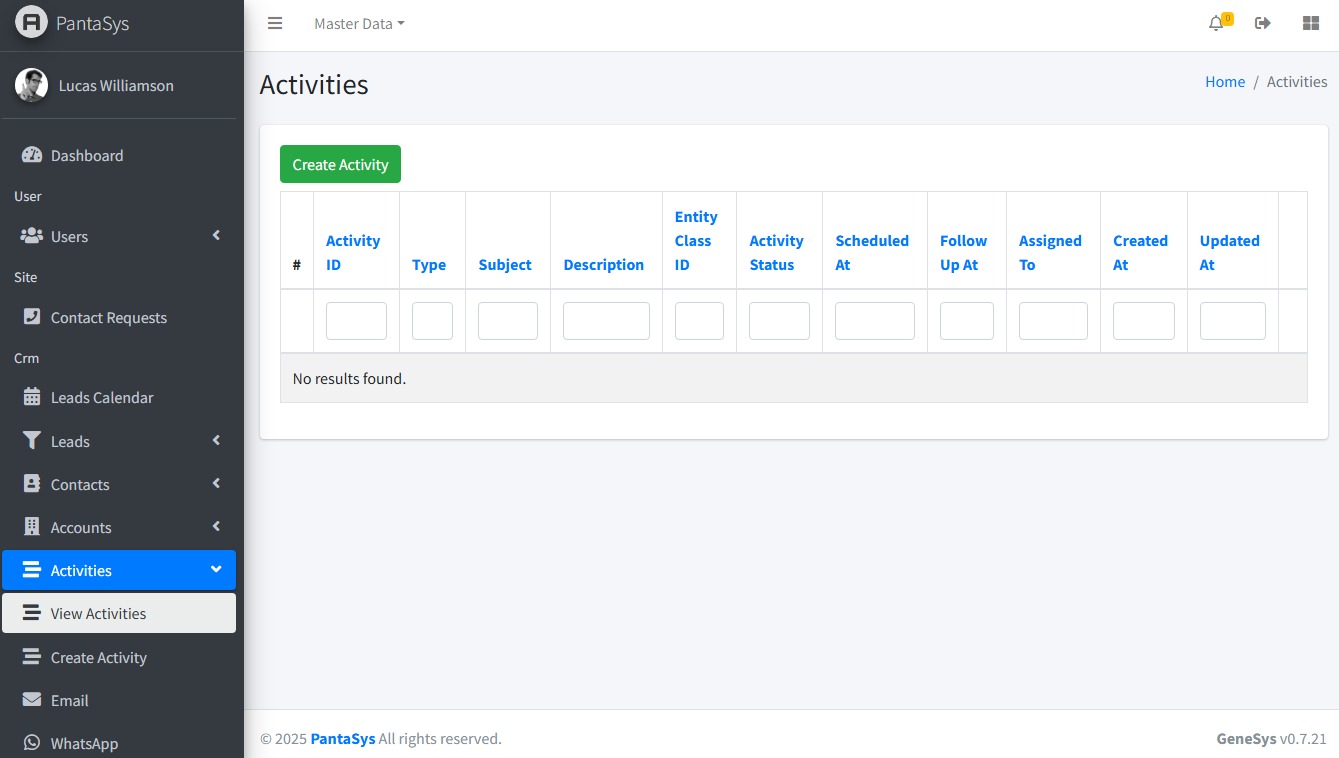 PantaSys
Master Data
0
Lucas Williamson
Activities
Home / Activities
Dashboard
User
Users
Site
Contact Requests
Crm
Leads Calendar
Leads
Contacts
Accounts
Activities
View Activities
Create Activity
Email
WhatsApp
Create Activity
#
Activity
ID
Type
Subject
Description
Entity
Class
ID
Activity
Status
Scheduled
At
Follow
Up At
Assigned
To
Created
At
Updated
At
No results found.
© 2025 PantaSys All rights reserved.
GeneSys v0.7.21